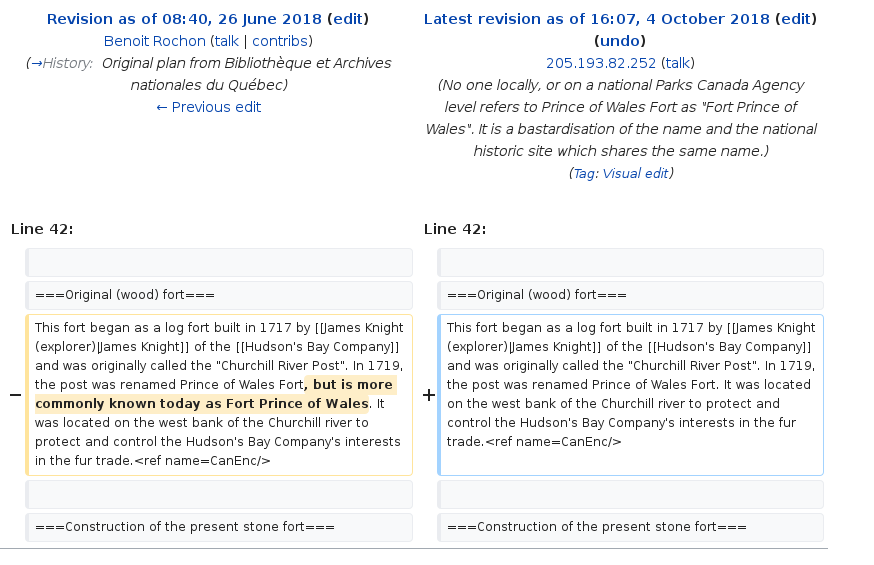 Revision as of 08:40, 26 June 2018 (edit)
Benoit Rochon (talk | contribs)
(→History: Original plan from Bibliothèque et Archives
nationales du Québec)
← Previous edit
Latest revision as of 16:07, 4 October 2018 (edit)
(undo)
205.193.82.252 (talk)
(No one locally, or on a national Parks Canada Agency
level refers to Prince of Wales Fort as "Fort Prince of
Wales". It is a bastardisation of the name and the national
historic site which shares the same name.)
(Tag: Visual edit)
Line 42:
Line 42:
===Original (wood) fort===
===Original (wood) fort===
−
This fort began as a log fort built in 1717 by [[James Knight
(explorer)|James Knight]] of the [[Hudson's Bay Company]]
and was originally called the "Churchill River Post". In 1719,
the post was renamed Prince of Wales Fort, but is more
commonly known today as Fort Prince of Wales. It
was located on the west bank of the Churchill river to
protect and control the Hudson's Bay Company's interests
in the fur trade.<ref name=CanEnc/>
+
This fort began as a log fort built in 1717 by [[James Knight
(explorer)|James Knight]] of the [[Hudson's Bay Company]]
and was originally called the "Churchill River Post". In 1719,
the post was renamed Prince of Wales Fort. It was located
on the west bank of the Churchill river to protect and
control the Hudson's Bay Company's interests in the fur
trade.<ref name=CanEnc/>
===Construction of the present stone fort===
===Construction of the present stone fort===